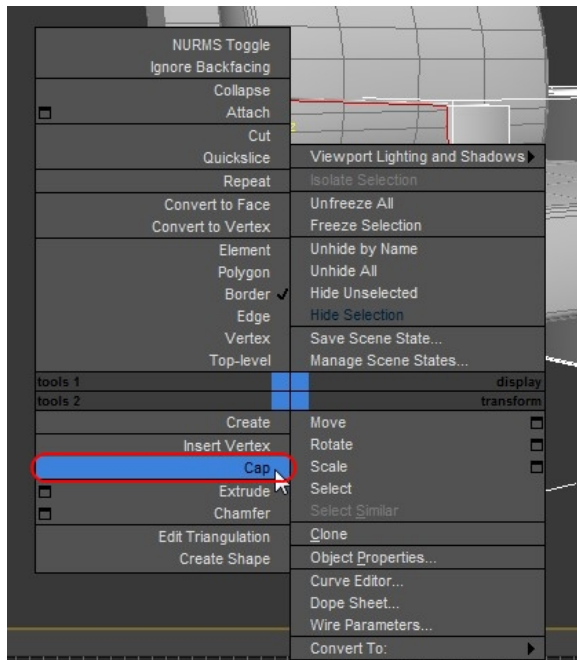 NURMS Toggle
Ignore Backfacing
Collapse
Attach
Cut
Quickslice
Repeat
Convert to Face
Convert to Vertex
Element
Polygon
Border
Edge
Vertex
Top-level
tools 1
tools 2
Create
Insert Vertex
Cap
Extrude
Chamfer
Edit Triangulation
Create Shape
Viewport Lighting and Shadows
Isolate Selection
Unfreeze All
Freeze Selection
Unhide by Name
Unhide All
Hide Unselected
Hide Selection
Save Scene State...
Manage Scene States...
display
transform
Move
Rotate
Scale
Select
Select Similar
Clone
Object Properties...
Curve Editor...
Dope Sheet...
Wire Parameters...
Convert To: